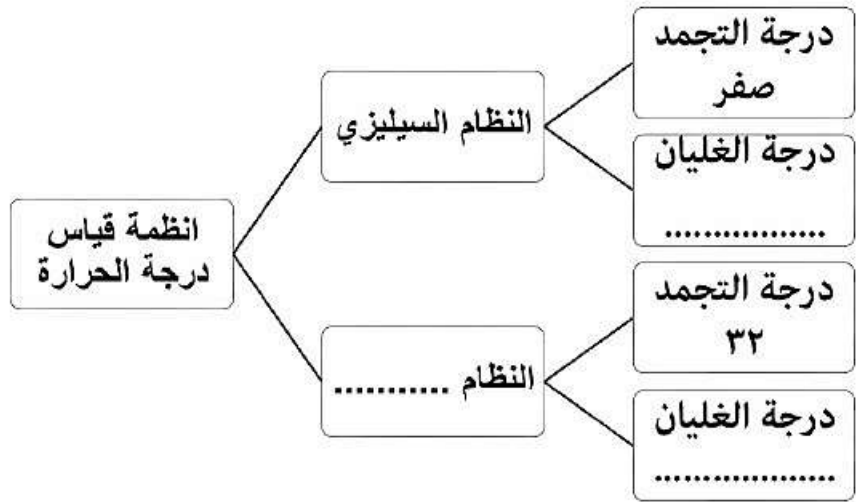 انظمة قياس
درجة الحرارة
النظام السيليزي
درجة التجمد
صفر
درجة الغليان
.................
النظام ...........
درجة التجمد
٣٢
درجة الغليان
...................